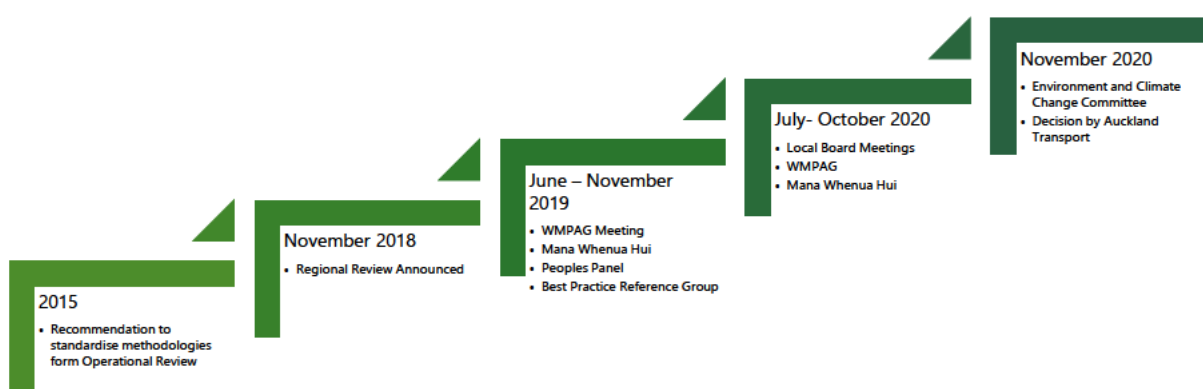 2015
• Recommendation to
standardise methodologies
form Operational Review
November 2018
• Regional Review Announced
June – November
2019
• WMPAG Meeting
• Mana Whenua Hui
• Peoples Panel
• Best Practice Reference Group
July- October 2020
• Local Board Meetings
• WMPAG
• Mana Whenua Hui
November 2020
• Environment and Climate
Change Committee
• Decision by Auckland
Transport